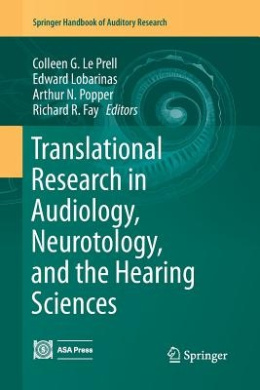 Springer Handbook of Auditory Research
Colleen G. Le Prell
Edward Lobarinas
Arthur N. Popper
Richard R. Fay Editors
Translational
Research in
Audiology,
Neurotology,
and the Hearing
Sciences
ASA Press
Springer